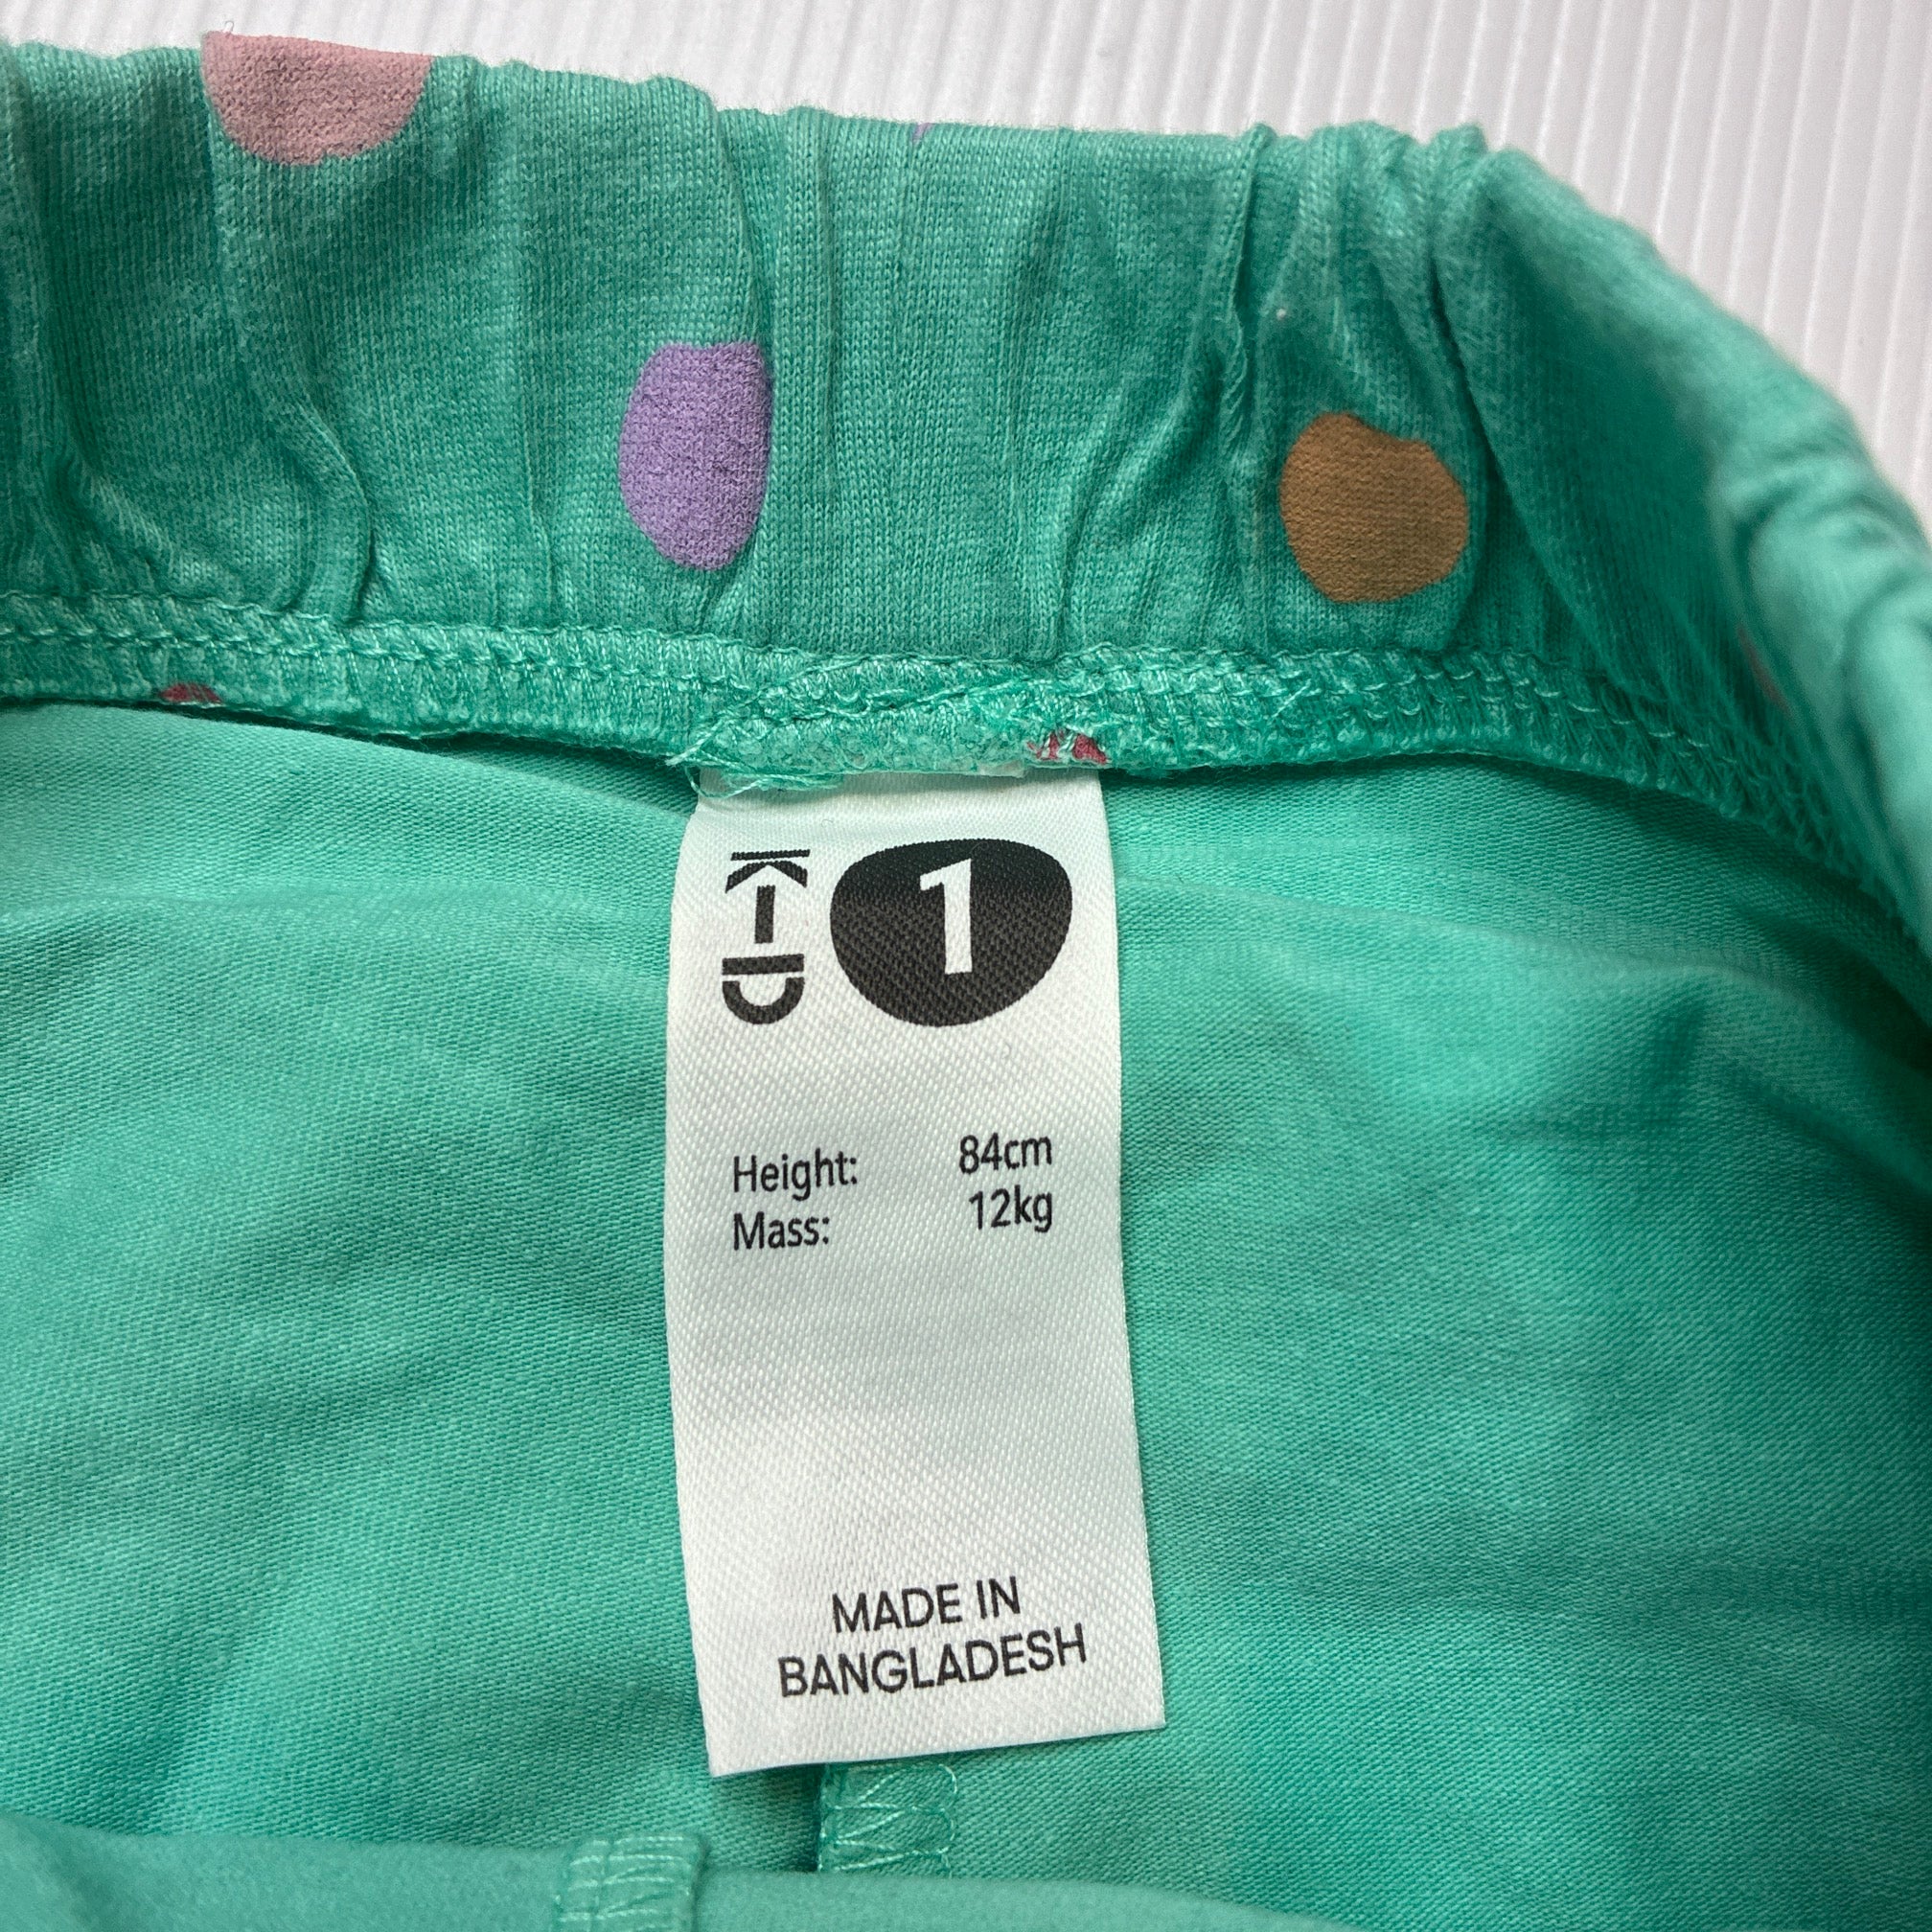 K-D
1
Height: 84cm
Mass: 12kg
MADE IN
BANGLADESH